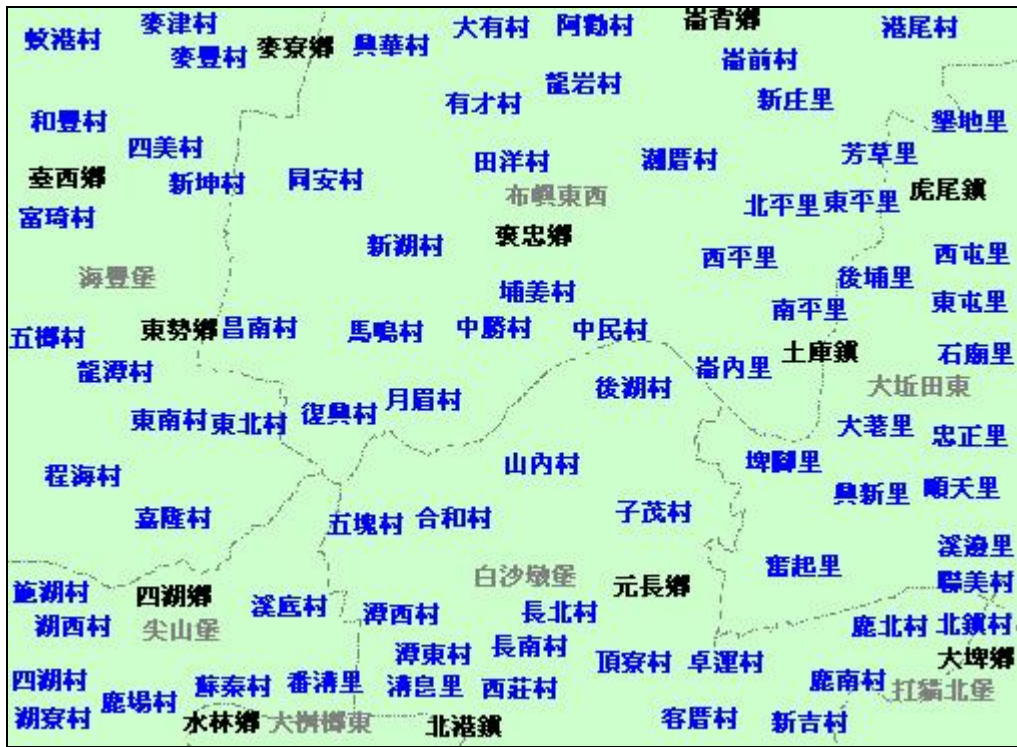 麥津村
大有村
阿勸村
崙背鄉
港尾村
蚊港村
麥豐村
麥寮鄉
興華村
崙前村
龍岩村
有才村
新庄里
和豐村
墾地里
四美村
田洋村
潮厝村
芳草里
臺西鄉
新坤村
同安村
布嶼東西
北平里
東平里
虎尾鎮
富琦村
新湖村
褒忠鄉
西平里
西屯里
海豐堡
埔姜村
後埔里
南平里
東屯里
五榔村
東勢鄉
昌南村
馬鳴村
中勝村
中民村
土庫鎮
石廟里
龍潭村
崙內里
後湖村
大坵田東
東南村
東北村
復興村
月眉村
大荖里
忠正里
程海村
山內村
埤腳里
興新里
順天里
嘉隆村
五塊村
合和村
子茂村
溪邊里
白沙墩堡
元長鄉
奮起里
聯美村
施湖村
四湖鄉
溪底村
潭西村
長北村
湖西村
尖山堡
鹿北村
北鎮村
潭東村
長南村
頂寮村
卓運村
大埤鄉
四湖村
鹿場村
蘇秦村
番溝里
溝皂里
西莊村
鹿南村
打貓北堡
湖寮村
水林鄉
大槺榔東
北港鎮
客厝村
新吉村